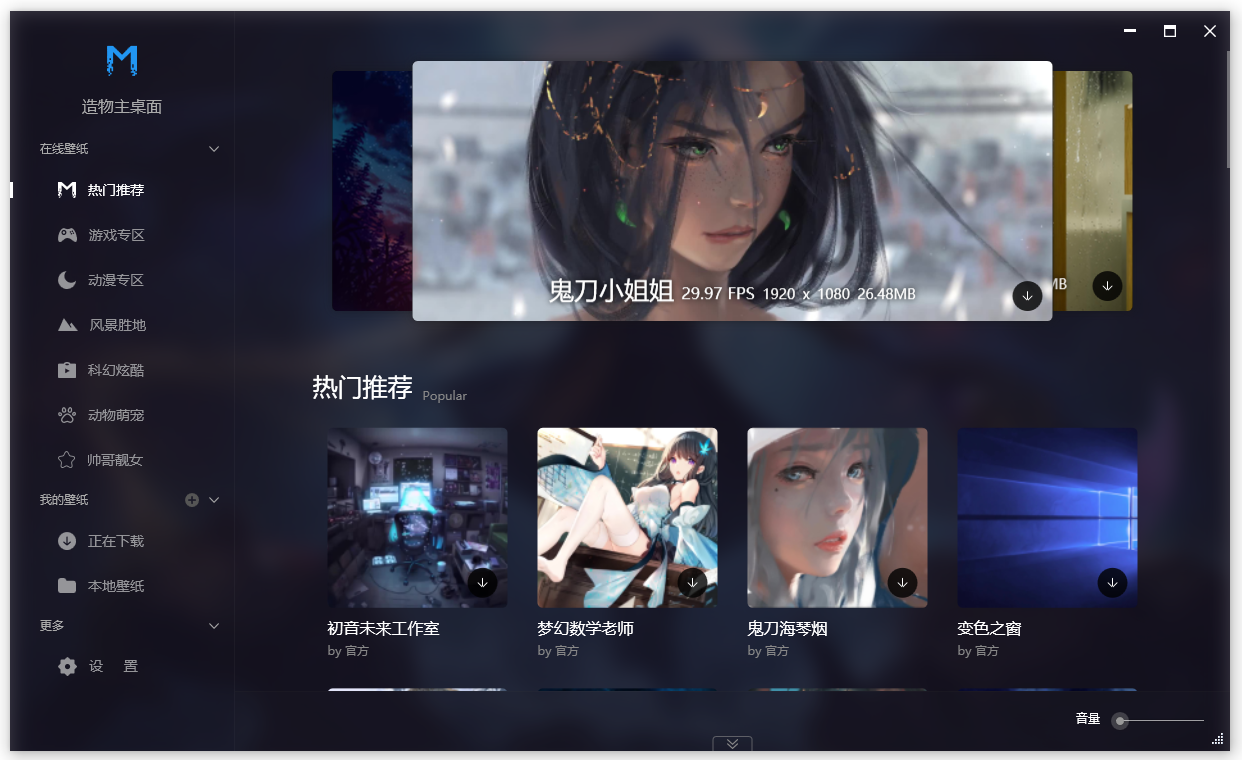 造物主桌面
在线壁纸
热门推荐
游戏专区
动漫专区
风景胜地
科幻炫酷
动物萌宠
帅哥靓女
我的壁纸
正在下载
本地壁纸
更多
设 置
鬼刀小姐姐 29.97 FPS 1920 x 1080 26.48MB
MB
热门推荐 Popular
初音未来工作室
by 官方
梦幻数学老师
by 官方
鬼刀海琴烟
by 官方
变色之窗
by 官方
音量